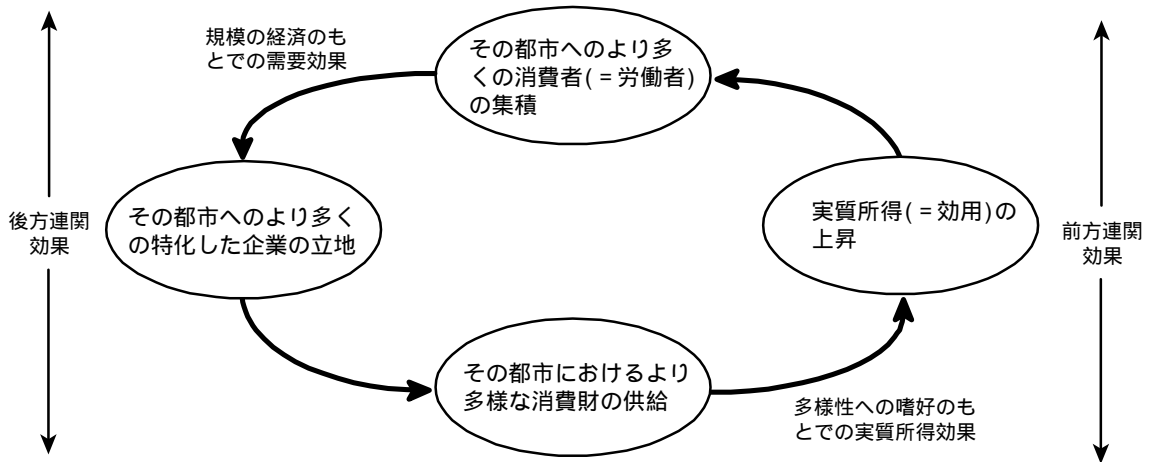 規模の経済のも
とでの需要効果
その都市へのより多
くの消費者(=労働者)
の集積
後方連関
効果
その都市へのより多く
の特化した企業の立地
実質所得(=効用)の
上昇
前方連関
効果
その都市におけるより
多様な消費財の供給
多様性への嗜好のも
とでの実質所得効果